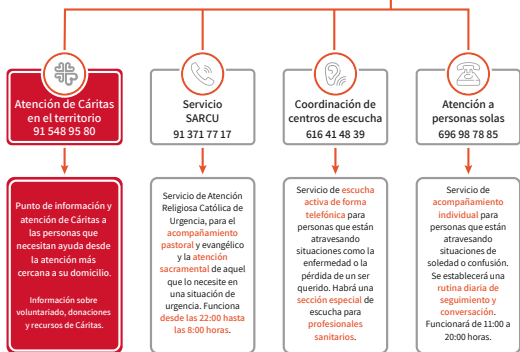 Atención de Cáritas
en el territorio
91 548 95 80
Servicio
SARCU
91 371 77 17
Coordinación de
centros de escucha
616 41 48 39
Atención a
personas solas
696 98 78 85
Punto de información y
atención de Cáritas a
las personas que
necesitan ayuda desde
la atención más
cercana a su domicilio.
Información sobre
voluntariado, donaciones
y recursos de Cáritas.
Servicio de Atención
Religiosa Católica de
Urgencia, para el
acompañamiento
pastoral y evangélico
y la atención
sacramental de aquel
que lo necesite en
una situación de
urgencia. Funciona
desde las 22:00 hasta
las 8:00 horas.
Servicio de escucha
activa de forma
telefónica para
personas que están
atravesando
situaciones como la
enfermedad o la
pérdida de un ser
querido. Habrá una
sección especial de
escucha para
profesionales
sanitarios.
Servicio de
acompañamiento
individual para
personas que están
atravesando
situaciones de
soledad o confusión.
Se establecerá una
rutina diaria de
seguimiento y
conversación.
Funcionará de 11:00 a
20:00 horas.